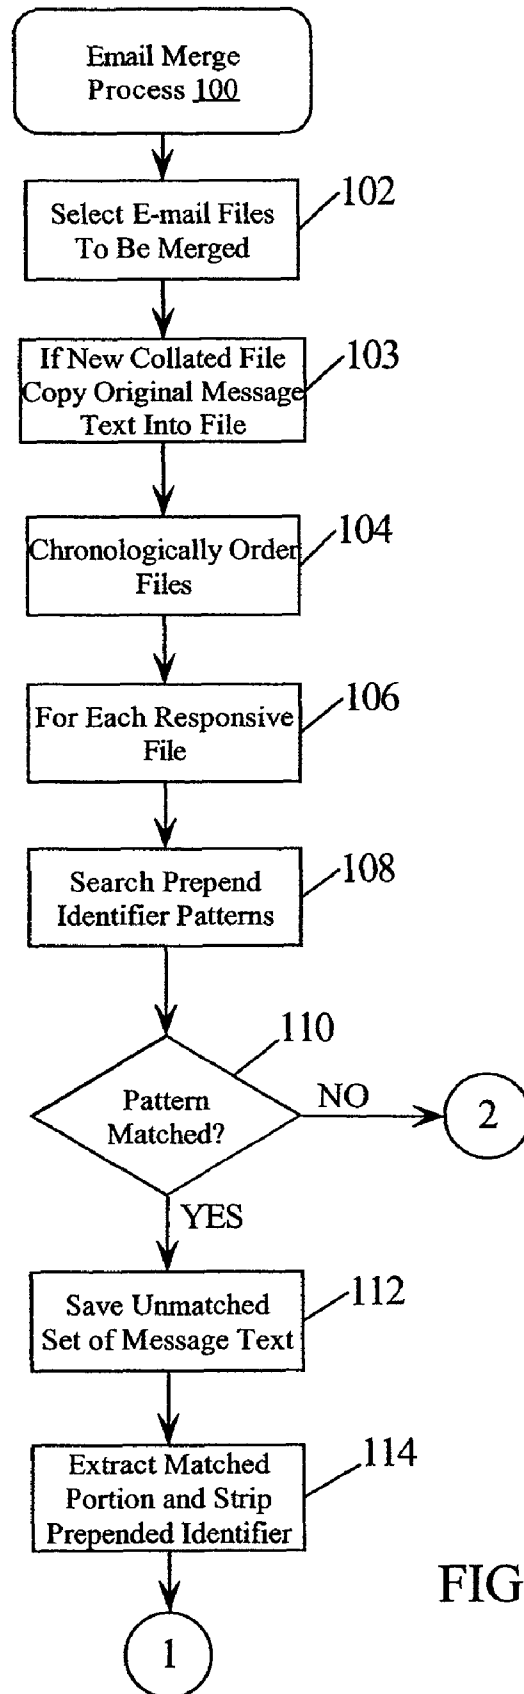 Email Merge
Process 100
102
Select E-mail Files
To Be Merged
103
If New Collated File
Copy Original Message
Text Into File
104
Chronologically Order
Files
106
For Each Responsive
File
108
Search Prepend
Identifier Patterns
110
Pattern
Matched?
NO
2
YES
112
Save Unmatched
Set of Message Text
114
Extract Matched
Portion and Strip
Prepended Identifier
FIG
1